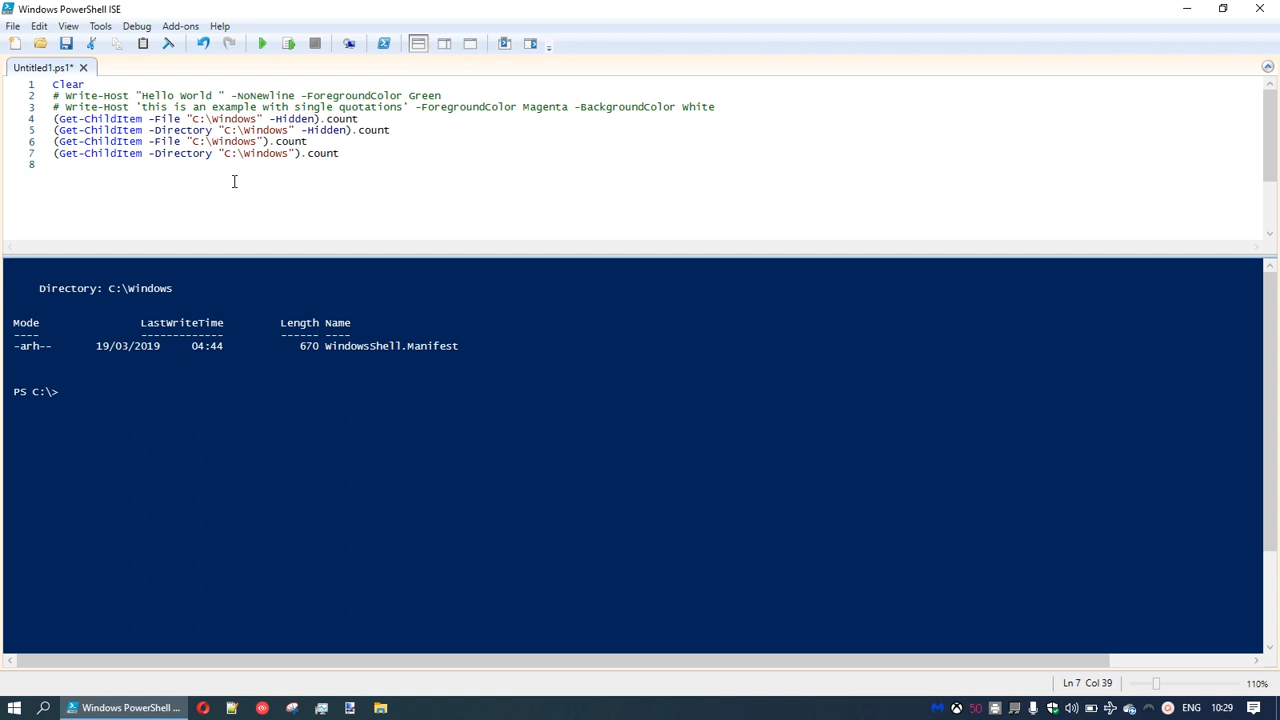 Windows PowerShell ISE
File Edit View Tools Debug Add-ons Help
Untitled1.ps1*
1 Clear
2 # Write-Host "Hello World " -NoNewline -ForegroundColor Green
3 # Write-Host 'this is an example with single quotations' -ForegroundColor Magenta -BackgroundColor White
4 (Get-ChildItem -File "C:\Windows" -Hidden).count
5 (Get-ChildItem -Directory "C:\Windows" -Hidden).count
6 (Get-ChildItem -File "C:\Windows").count
7 (Get-ChildItem -Directory "C:\Windows").count
8
Directory: C:\Windows
Mode LastWriteTime Length Name
---- ------------- ------ ----
-arh-- 19/03/2019 04:44 670 WindowsShell.Manifest
PS C:\>
Ln 7 Col 39 110%
Windows PowerShell ... 50 ENG 10:29